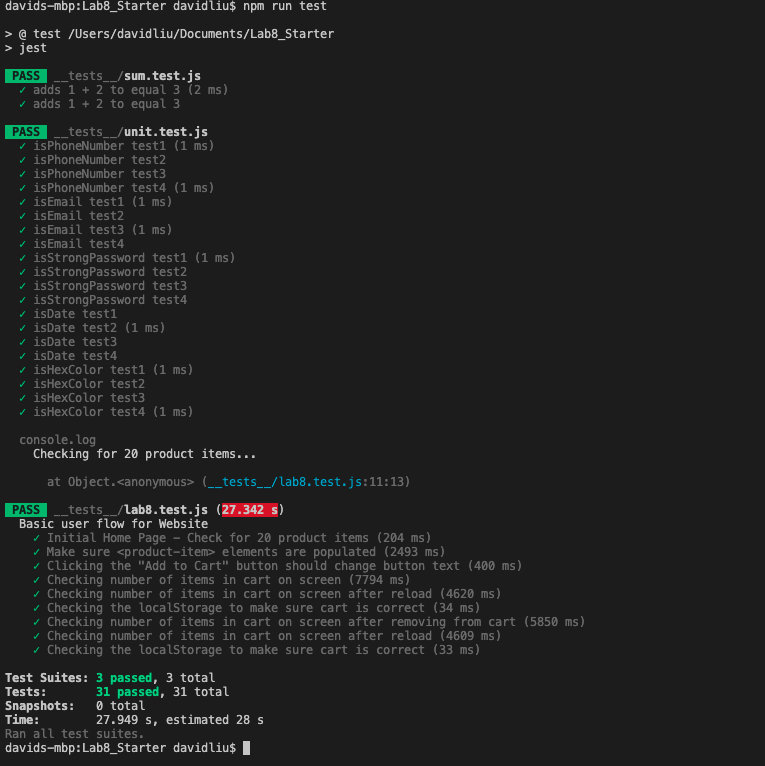 davids-mbp:Lab8_Starter davidliu$ npm run test
> @ test /Users/davidliu/Documents/Lab8_Starter
> jest
PASS __tests__/sum.test.js
✓ adds 1 + 2 to equal 3 (2 ms)
✓ adds 1 + 2 to equal 3
PASS __tests__/unit.test.js
✓ isPhoneNumber test1 (1 ms)
✓ isPhoneNumber test2
✓ isPhoneNumber test3
✓ isPhoneNumber test4 (1 ms)
✓ isEmail test1 (1 ms)
✓ isEmail test2
✓ isEmail test3 (1 ms)
✓ isEmail test4
✓ isStrongPassword test1 (1 ms)
✓ isStrongPassword test2
✓ isStrongPassword test3
✓ isStrongPassword test4
✓ isDate test1
✓ isDate test2 (1 ms)
✓ isDate test3
✓ isDate test4
✓ isHexColor test1 (1 ms)
✓ isHexColor test2
✓ isHexColor test3
✓ isHexColor test4 (1 ms)
console.log
Checking for 20 product items...
at Object.<anonymous> (__tests__/lab8.test.js:11:13)
PASS __tests__/lab8.test.js (27.342 s)
Basic user flow for Website
✓ Initial Home Page – Check for 20 product items (204 ms)
✓ Make sure <product-item> elements are populated (2493 ms)
✓ Clicking the "Add to Cart" button should change button text (400 ms)
✓ Checking number of items in cart on screen (7794 ms)
✓ Checking number of items in cart on screen after reload (4620 ms)
✓ Checking the localStorage to make sure cart is correct (34 ms)
✓ Checking number of items in cart on screen after removing from cart (5850 ms)
✓ Checking number of items in cart on screen after reload (4609 ms)
✓ Checking the localStorage to make sure cart is correct (33 ms)
Test Suites: 3 passed, 3 total
Tests: 31 passed, 31 total
Snapshots: 0 total
Time: 27.949 s, estimated 28 s
Ran all test suites.
davids-mbp:Lab8_Starter davidliu$